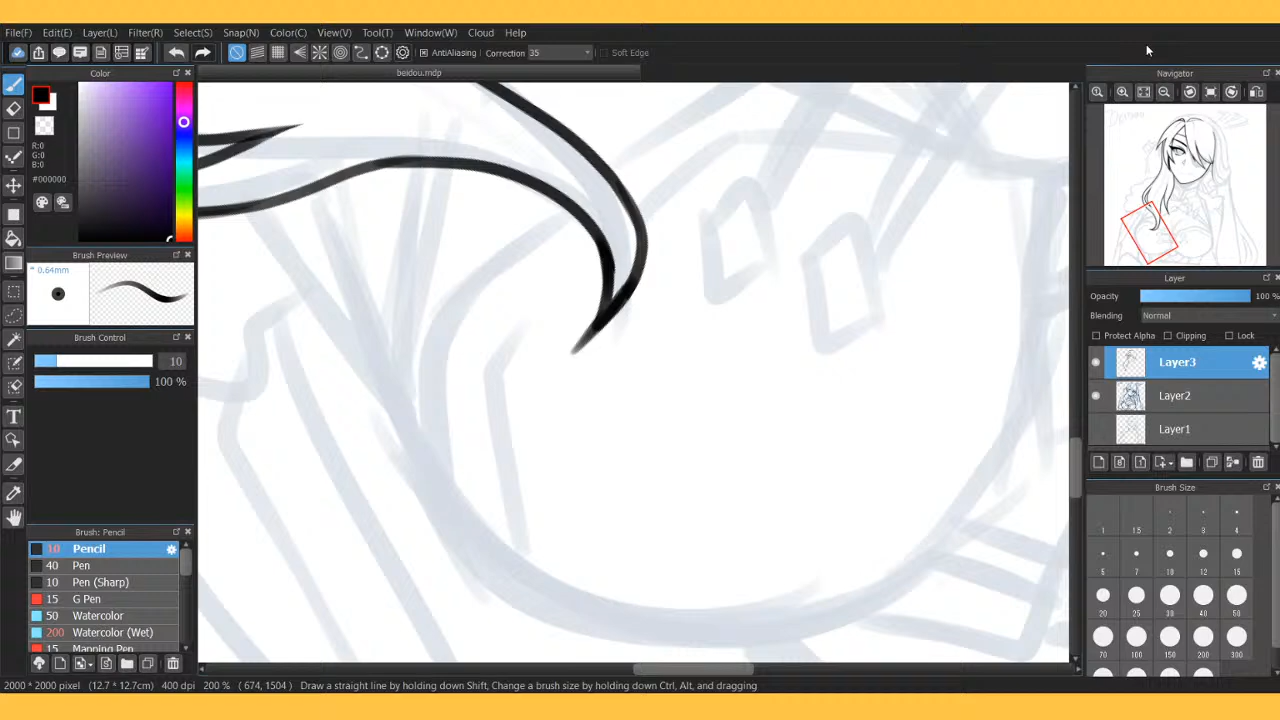 File(F) Edit(E) Layer(L) Filter(R) Select(S) Snap(N) Color(C) View(V) Tool(T) Window(W) Cloud Help
AntiAliasing Correction 35 Soft Edge
Color
beidou.mdp
Navigator
R:0
G:0
B:0
#000000
Brush Preview
* 0.64mm
Layer
Opacity 100 %
Blending Normal
Brush Control
Protect Alpha Clipping Lock
10
100 %
Layer3
Layer2
Layer1
T
Brush Size
1 1.5 2 3 4
5 7 10 12 15
20 25 30 40 50
70 100 150 200 300
Brush: Pencil
10 Pencil
40 Pen
10 Pen (Sharp)
15 G Pen
50 Watercolor
200 Watercolor (Wet)
15 Mapping Pen
2000 * 2000 pixel (12.7 * 12.7cm) 400 dpi 200 % ( 674, 1504) Draw a straight line by holding down Shift, Change a brush size by holding down Ctrl, Alt, and dragging